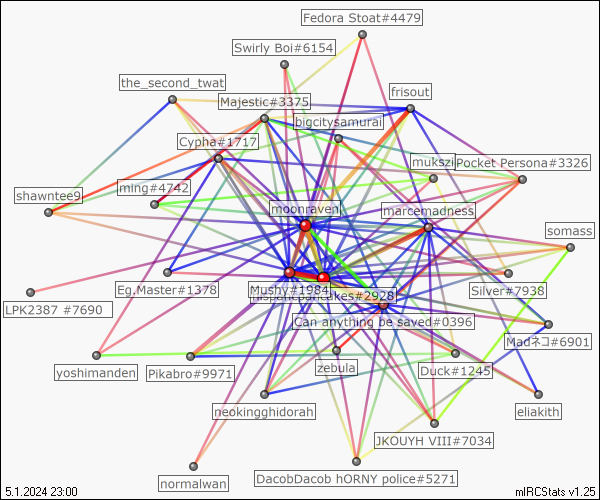 Fedora Stoat#4479
Swirly Boi#6154
the_second_twat
frisout
Majestic#3375
bigcitysamurai
Cypha#1717
mukszi
Pocket Persona#3326
ming#4742
shawntee9
moonraven
marcemadness
somass
Eg.Master#1378
Mushy#1984
hispanicpancakes#2928
Silver#7938
LPK2387 #7690
Can anything be saved#0396
Madネコ#6901
yoshimanden
Pikabro#9971
zebula
Duck#1245
neokingghidorah
eliakith
JKOUYH VIII#7034
normalwan
DacobDacob hORNY police#5271
5.1.2024 23:00
mIRCStats v1.25